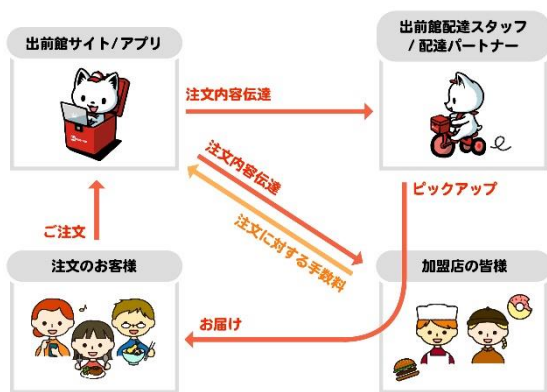 出前館サイト/アプリ
出前館配達スタッフ
/配達パートナー
注文内容伝達
注文内容伝達
注文に対する手数料
ピックアップ
ご注文
注文のお客様
加盟店の皆様
お届け